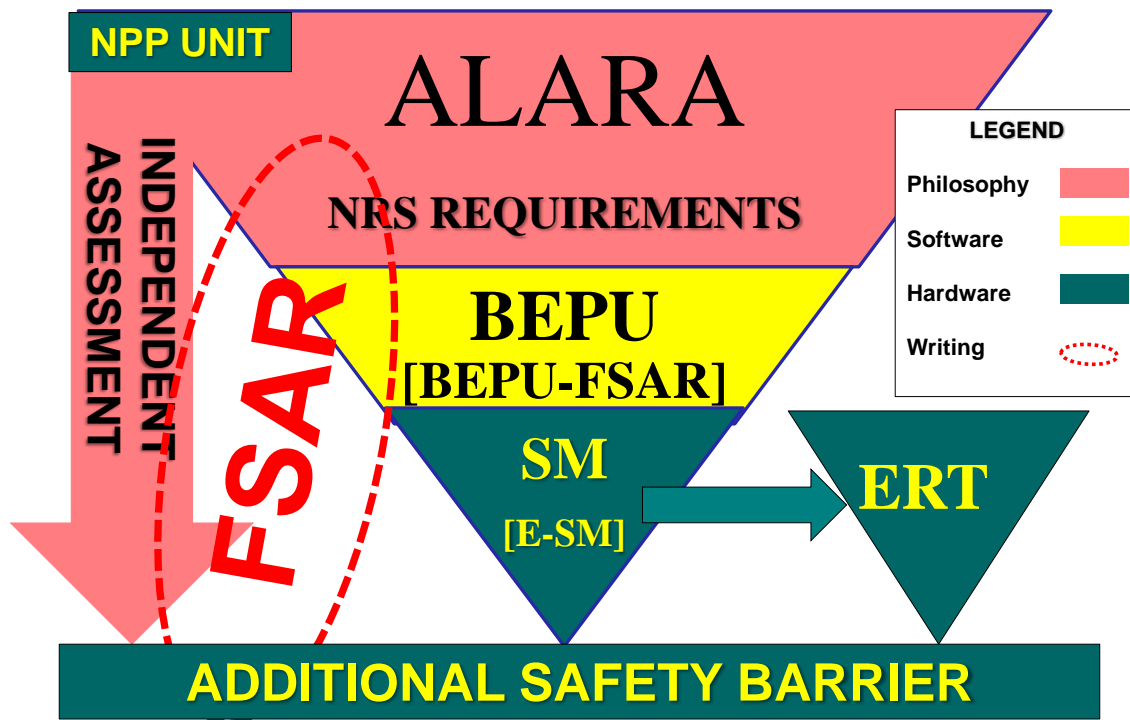 NPP UNIT
ALARA
NRS REQUIREMENTS
INDEPENDENT
ASSESSMENT
FSAR
BEPU
[BEPU-FSAR]
SM
[E-SM]
ERT
LEGEND
Philosophy
Software
Hardware
Writing
ADDITIONAL SAFETY BARRIER